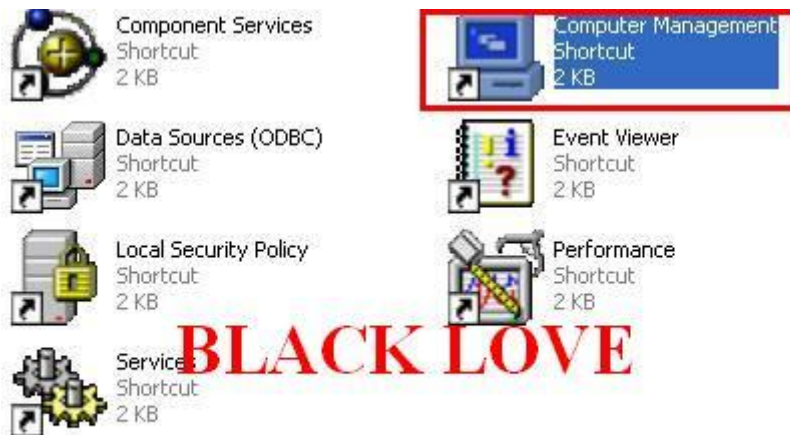 Component Services
Shortcut
2 KB
Computer Management
Shortcut
2 KB
Data Sources (ODBC)
Shortcut
2 KB
Event Viewer
Shortcut
2 KB
Local Security Policy
Shortcut
2 KB
Performance
Shortcut
2 KB
Services
Shortcut
2 KB
BLACK LOVE